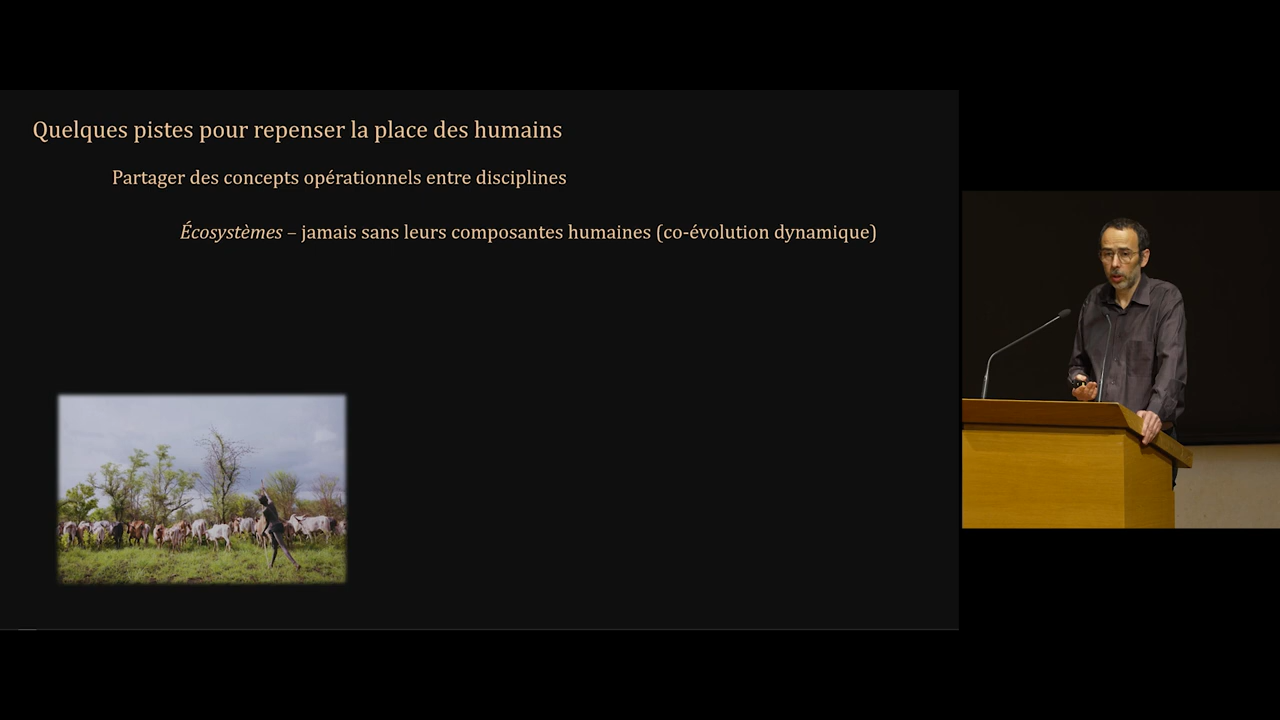 Quelques pistes pour repenser la place des humains
Partager des concepts opérationnels entre disciplines
Écosystèmes – jamais sans leurs composantes humaines (co-évolution dynamique)